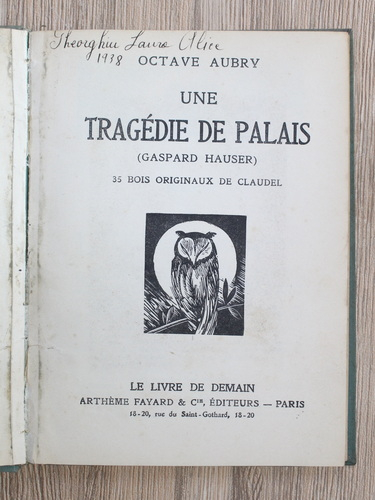 Gheorghiu Laura Alice
1938
OCTAVE AUBRY
UNE
TRAGÉDIE DE PALAIS
(GASPARD HAUSER)
35 BOIS ORIGINAUX DE CLAUDEL
LE LIVRE DE DEMAIN
ARTHÈME FAYARD & Cie, ÉDITEURS — PARIS
18-20, rue du Saint-Gothard, 18-20